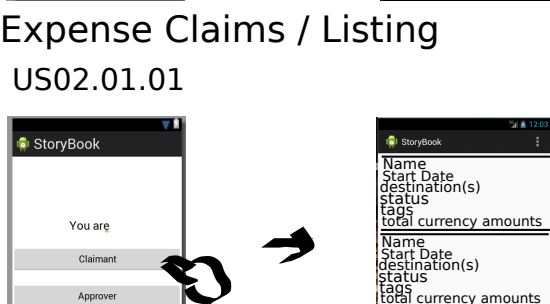 Expense Claims / Listing
US02.01.01
StoryBook
You are
Claimant
Approver
12:03
StoryBook
Name
Start Date
destination(s)
status
tags
total currency amounts
Name
Start Date
destination(s)
status
tags
total currency amounts